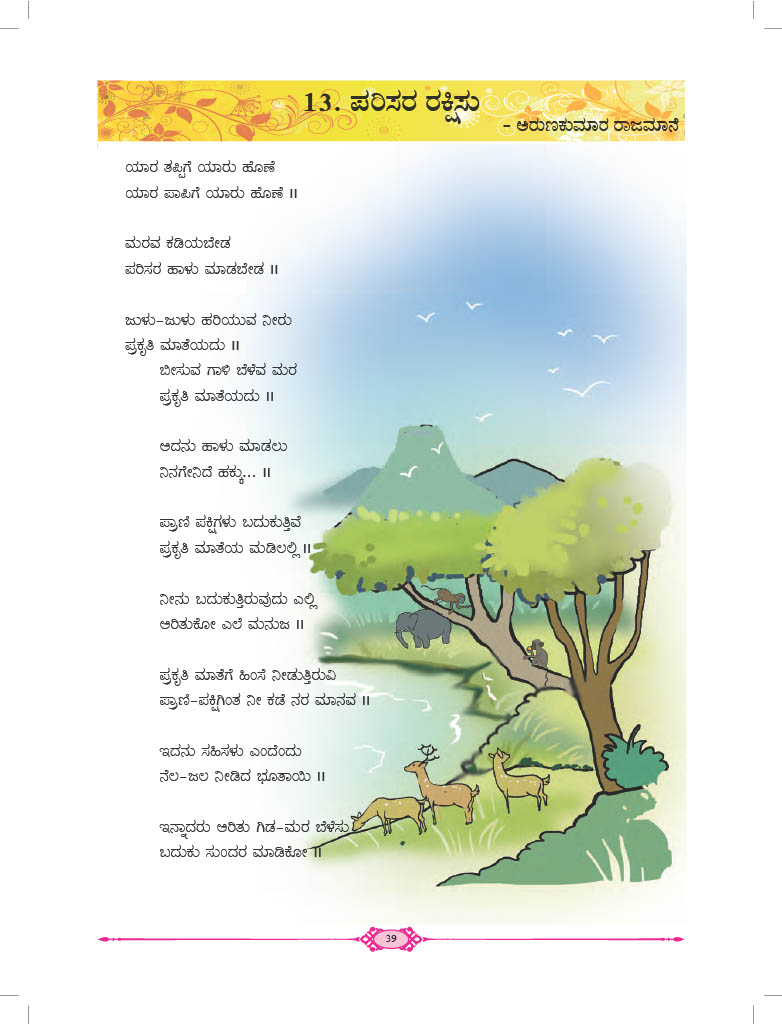 13. ಪರಿಸರ ರಕ್ಷಿಸು
- ಅರುಣಕುಮಾರ ರಾಜಮಾನೆ
ಯಾರ ತಪ್ಪಿಗೆ ಯಾರು ಹೊಣೆ
ಯಾರ ಪಾಪಿಗೆ ಯಾರು ಹೊಣೆ ॥
ಮರವ ಕಡಿಯಬೇಡ
ಪರಿಸರ ಹಾಳು ಮಾಡಬೇಡ ॥
ಜುಳು-ಜುಳು ಹರಿಯುವ ನೀರು
ಪ್ರಕೃತಿ ಮಾತೆಯದು ॥
ಬೀಸುವ ಗಾಳಿ ಬೆಳೆವ ಮರ
ಪ್ರಕೃತಿ ಮಾತೆಯದು ॥
ಅದನು ಹಾಳು ಮಾಡಲು
ನಿನಗೇನಿದೆ ಹಕ್ಕು... ॥
ಪ್ರಾಣಿ ಪಕ್ಷಿಗಳು ಬದುಕುತ್ತಿವೆ
ಪ್ರಕೃತಿ ಮಾತೆಯ ಮಡಿಲಲ್ಲಿ ॥
ನೀನು ಬದುಕುತ್ತಿರುವುದು ಎಲ್ಲಿ
ಅರಿತುಕೋ ಎಲೆ ಮನುಜ ॥
ಪ್ರಕೃತಿ ಮಾತೆಗೆ ಹಿಂಸೆ ನೀಡುತ್ತಿರುವಿ
ಪ್ರಾಣಿ-ಪಕ್ಷಿಗಿಂತ ನೀ ಕಡೆ ನರ ಮಾನವ ॥
ಇದನು ಸಹಿಸಳು ಎಂದೆಂದು
ನೆಲ-ಜಲ ನೀಡಿದ ಭೂತಾಯಿ ॥
ಇನ್ನಾದರು ಅರಿತು ಗಿಡ-ಮರ ಬೆಳೆಸು
ಬದುಕು ಸುಂದರ ಮಾಡಿಕೋ ॥
39